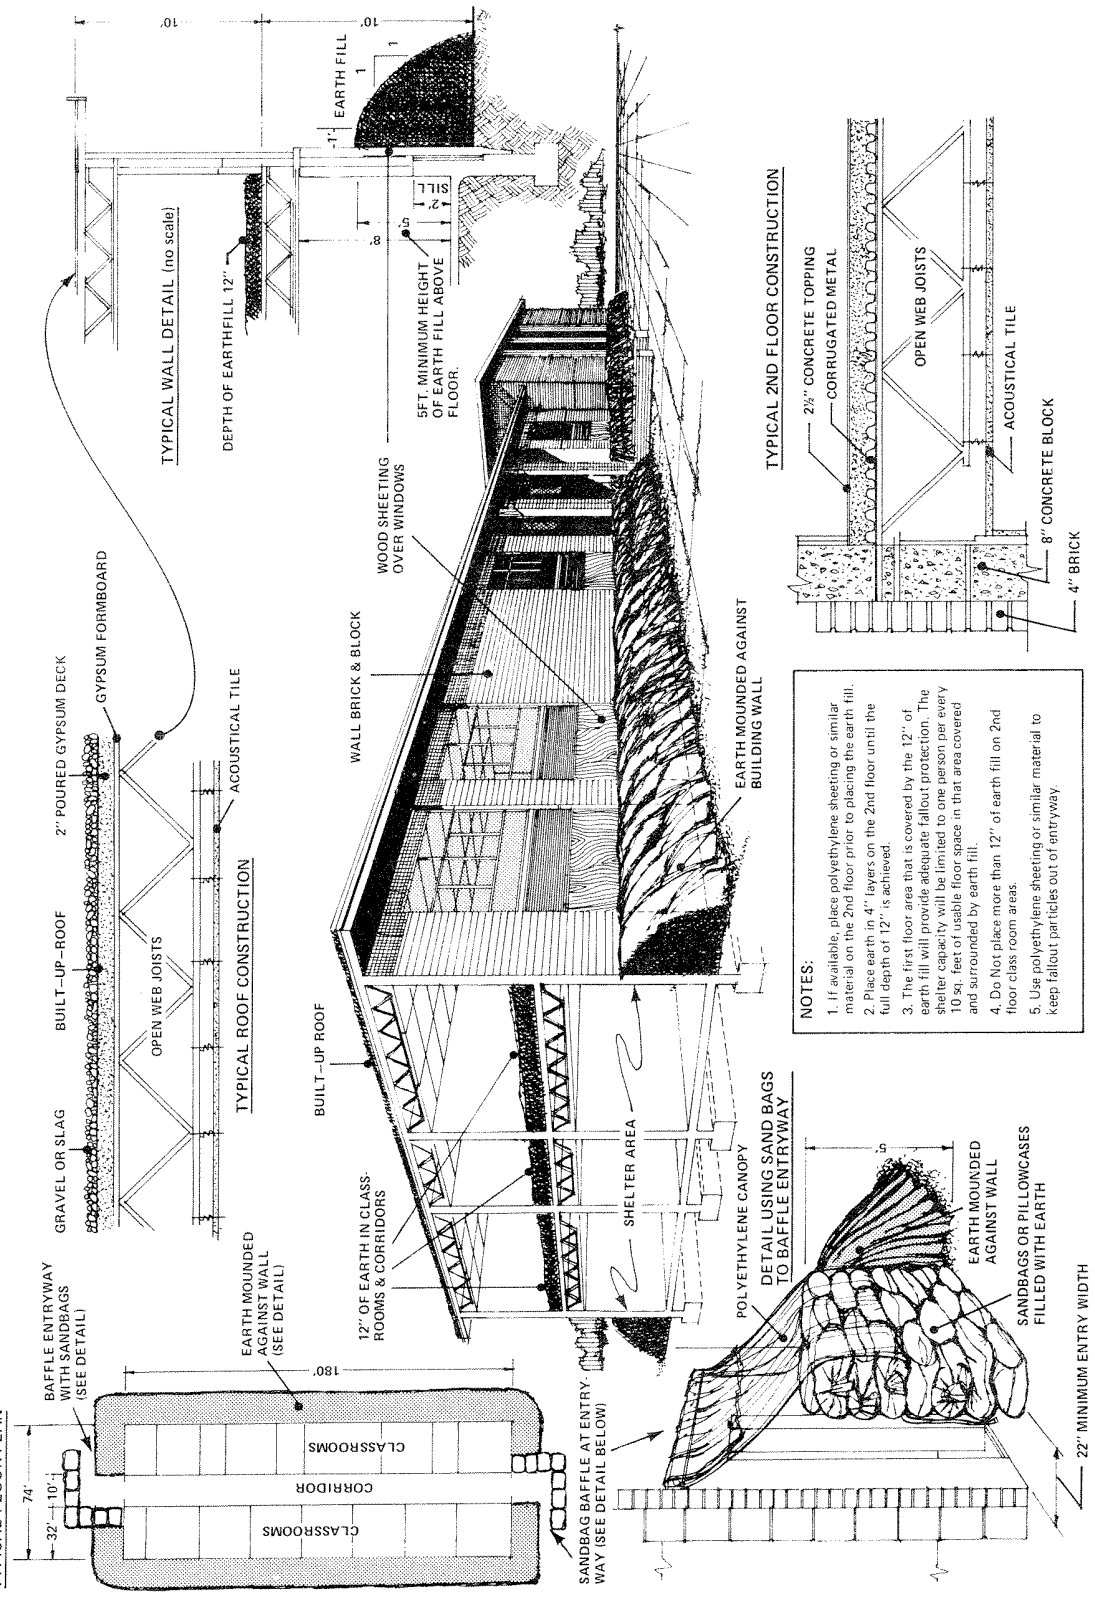 74'
32'
10'
BAFFLE ENTRYWAY
WITH SANDBAGS
(SEE DETAIL)
CLASSROOMS
CORRIDOR
CLASSROOMS
180'
EARTH MOUNDED
AGAINST WALL
(SEE DETAIL)
SANDBAG BAFFLE AT ENTRY-
WAY (SEE DETAIL BELOW)
GRAVEL OR SLAG
BUILT-UP-ROOF
2" POURED GYPSUM DECK
GYPSUM FORMBOARD
OPEN WEB JOISTS
ACOUSTICAL TILE
TYPICAL ROOF CONSTRUCTION
10'
10'
TYPICAL WALL DETAIL (no scale)
DEPTH OF EARTHFILL 12"
1'
EARTH FILL
1
1
8'
5'
2'
SILL
5FT. MINIMUM HEIGHT
OF EARTH FILL ABOVE
FLOOR.
BUILT-UP ROOF
WALL BRICK & BLOCK
WOOD SHEETING
OVER WINDOWS
12" OF EARTH IN CLASS-
ROOMS & CORRIDORS
SHELTER AREA
EARTH MOUNDED AGAINST
BUILDING WALL
DETAIL USING SAND BAGS
TO BAFFLE ENTRYWAY
POLYETHYLENE CANOPY
5'
EARTH MOUNDED
AGAINST WALL
SANDBAGS OR PILLOWCASES
FILLED WITH EARTH
22" MINIMUM ENTRY WIDTH
NOTES:
1. If available, place polyethylene sheeting or similar
material on the 2nd floor prior to placing the earth fill.
2. Place earth in 4" layers on the 2nd floor until the
full depth of 12" is achieved.
3. The first floor area that is covered by the 12" of
earth fill will provide adequate fallout protection. The
shelter capacity will be limited to one person per every
10 sq. feet of usable floor space in that area covered
and surrounded by earth fill.
4. Do Not place more than 12" of earth fill on 2nd
floor class room areas.
5. Use polyethylene sheeting or similar material to
keep fallout particles out of entryway.
TYPICAL 2ND FLOOR CONSTRUCTION
2½" CONCRETE TOPPING
CORRUGATED METAL
OPEN WEB JOISTS
ACOUSTICAL TILE
8" CONCRETE BLOCK
4" BRICK